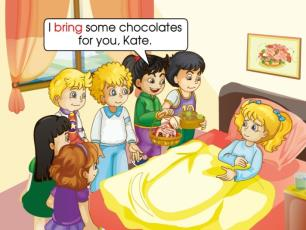 I bring some chocolates
for you, Kate.